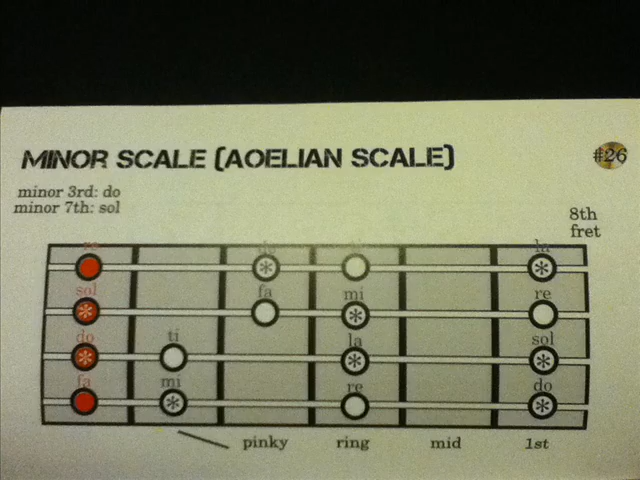 MINOR SCALE (AOELIAN SCALE)
#26
minor 3rd: do
minor 7th: sol
8th
fret
la
sol fa mi re
do ti la sol
fa mi re do
pinky ring mid 1st